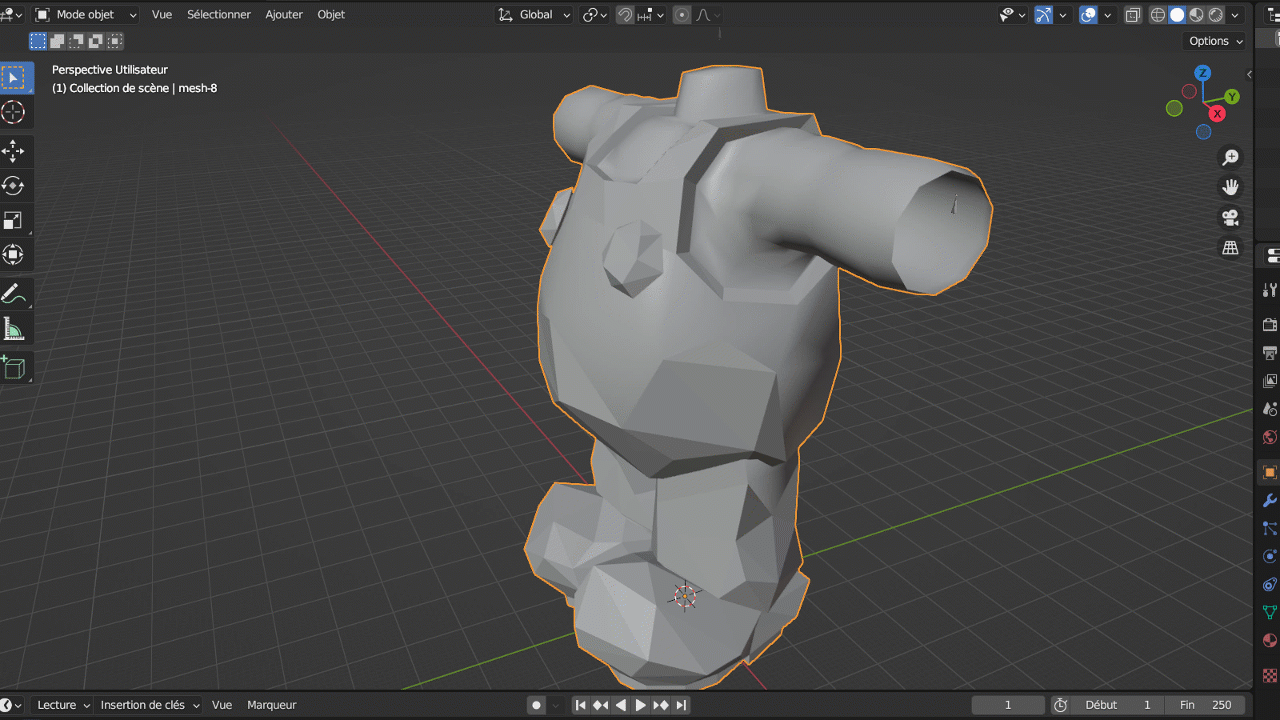 Mode objet Vue Sélectionner Ajouter Objet Global
Options
Perspective Utilisateur
(1) Collection de scène | mesh-8
Z
Y
X
Lecture Insertion de clés Vue Marqueur 1 Début 1 Fin 250